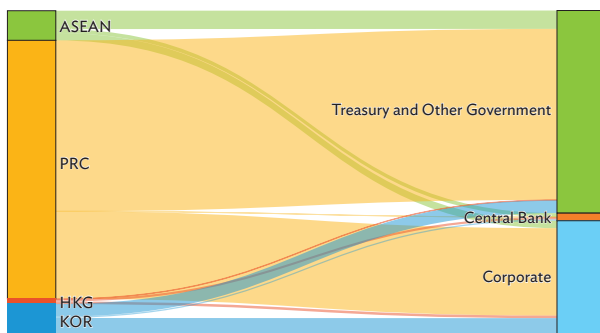 ASEAN
Treasury and Other Government
PRC
Central Bank
Corporate
HKG
KOR